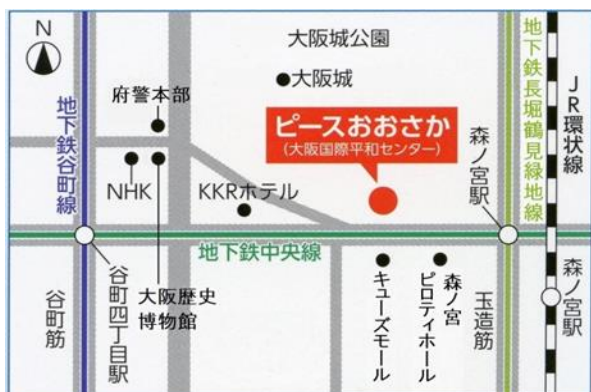 N
大阪城公園
大阪城
府警本部
地下鉄谷町線
ピースおおさか
(大阪国際平和センター)
森ノ宮駅
地下鉄長堀鶴見緑地線
JR環状線
NHK
KKRホテル
地下鉄中央線
谷町筋
谷町四丁目駅
大阪歴史
博物館
キューズモール
森ノ宮
ピロティホール
玉造筋
森ノ宮駅